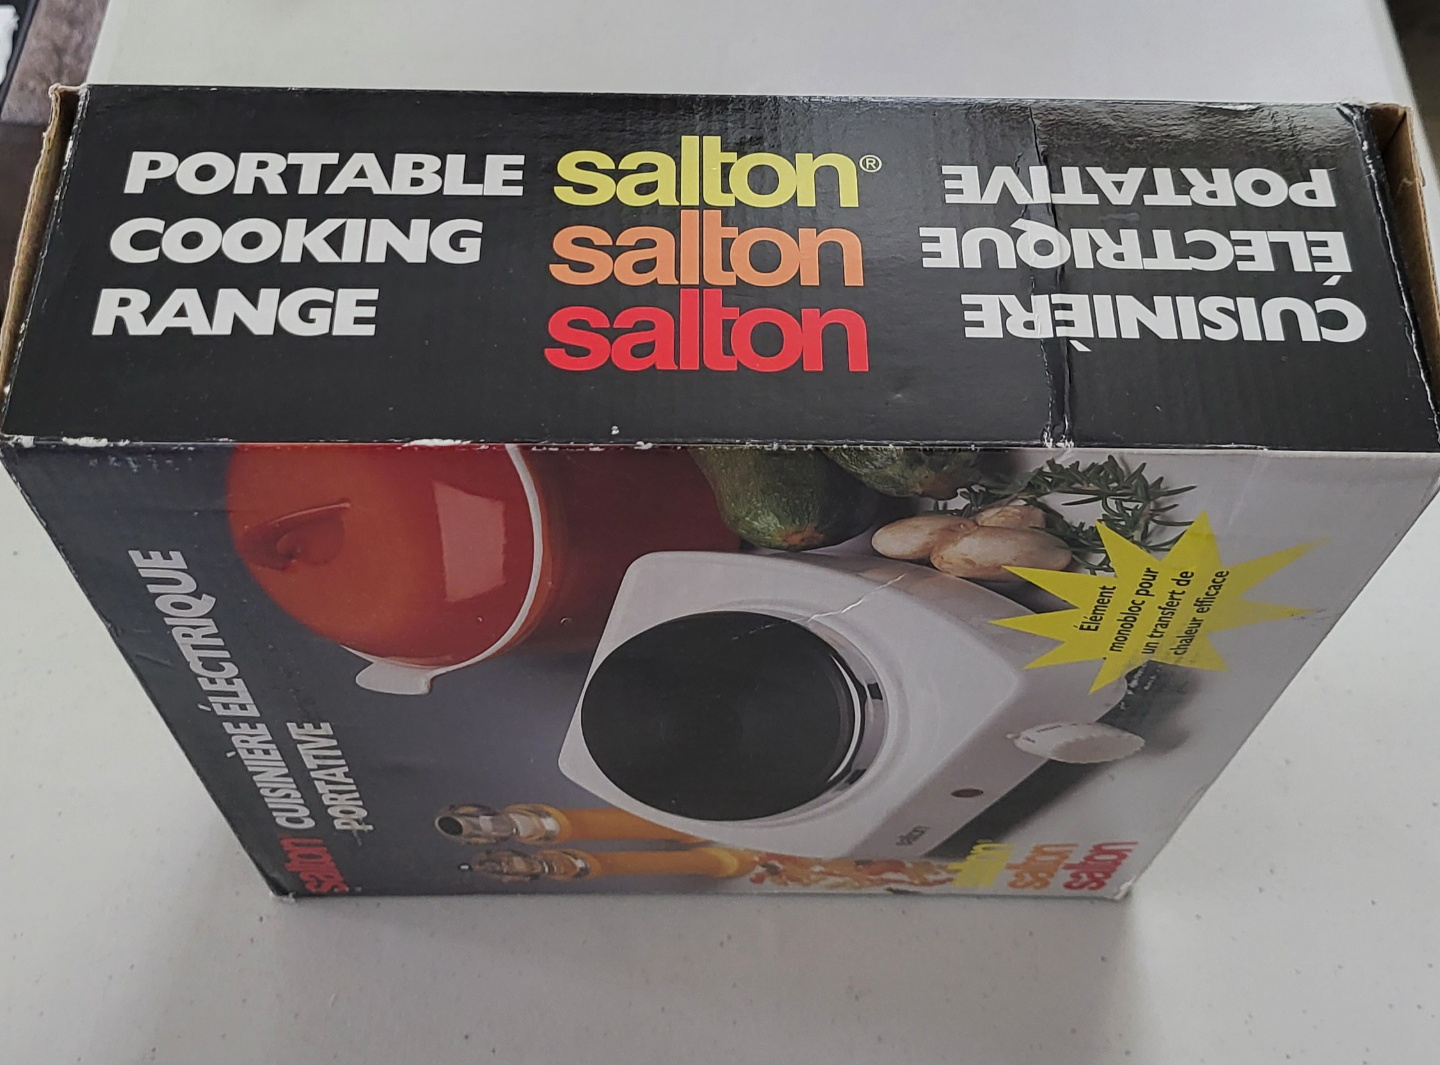 PORTABLE
COOKING
RANGE
salton®
salton
salton
CUISINIÈRE
ÉLECTRIQUE
PORTATIVE
salton CUISINIÈRE ÉLECTRIQUE
PORTATIVE
Élément
monobloc pour
un transfert de
chaleur efficace
salton
salton
salton
salton